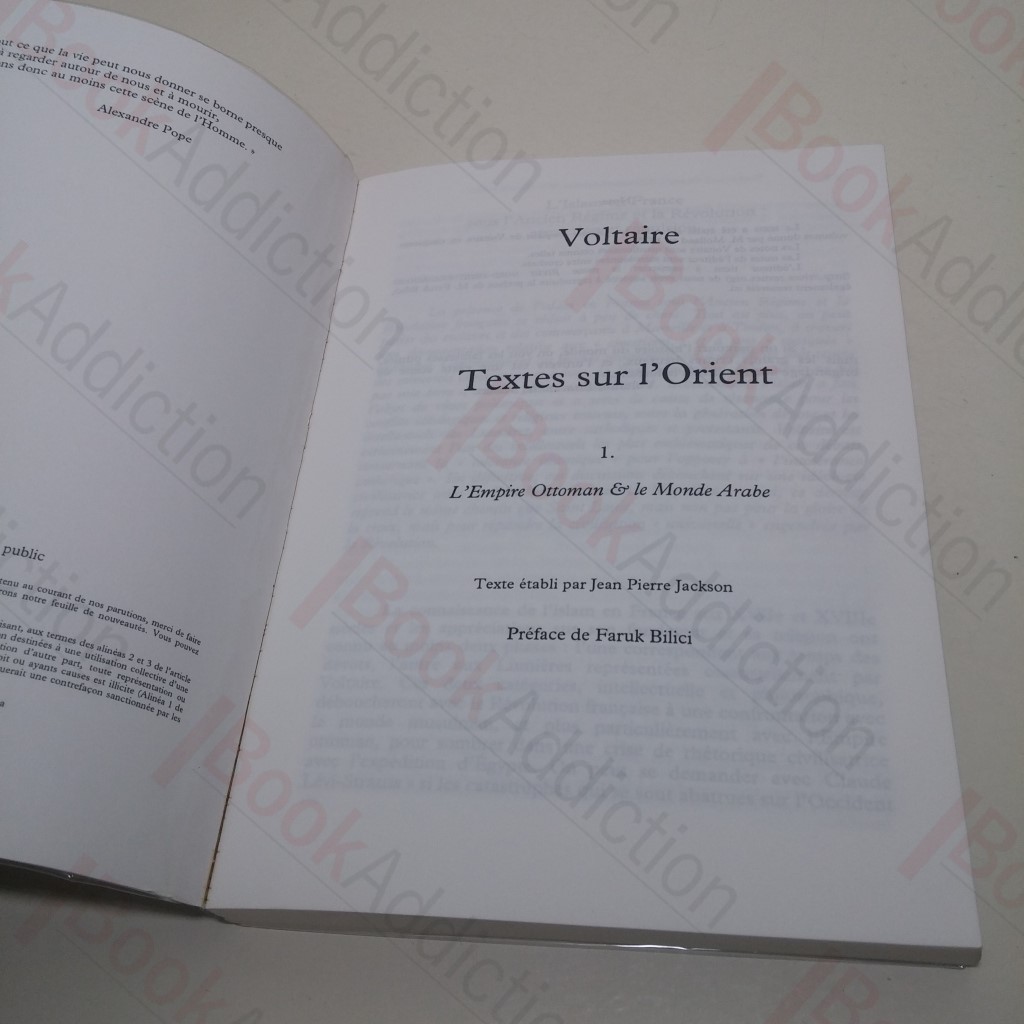 ut ce que la vie peut nous donner se borne presque
à regarder autour de nous et à mourir,
ns donc au moins cette scène de l'Homme. »
Alexandre Pope
public
tenu au courant de nos parutions, merci de faire
rons notre feuille de nouveautés. Vous pouvez
isant, aux termes des alinéas 2 et 3 de l'article
n destinées à une utilisation collective d'une
tion d'autre part, toute représentation ou
it ou ayants causes est illicite (Alinéa 1 de
uerait une contrefaçon sanctionnée par les
Voltaire
Textes sur l'Orient
1.
L'Empire Ottoman & le Monde Arabe
Texte établi par Jean Pierre Jackson
Préface de Faruk Bilici
BookAddiction